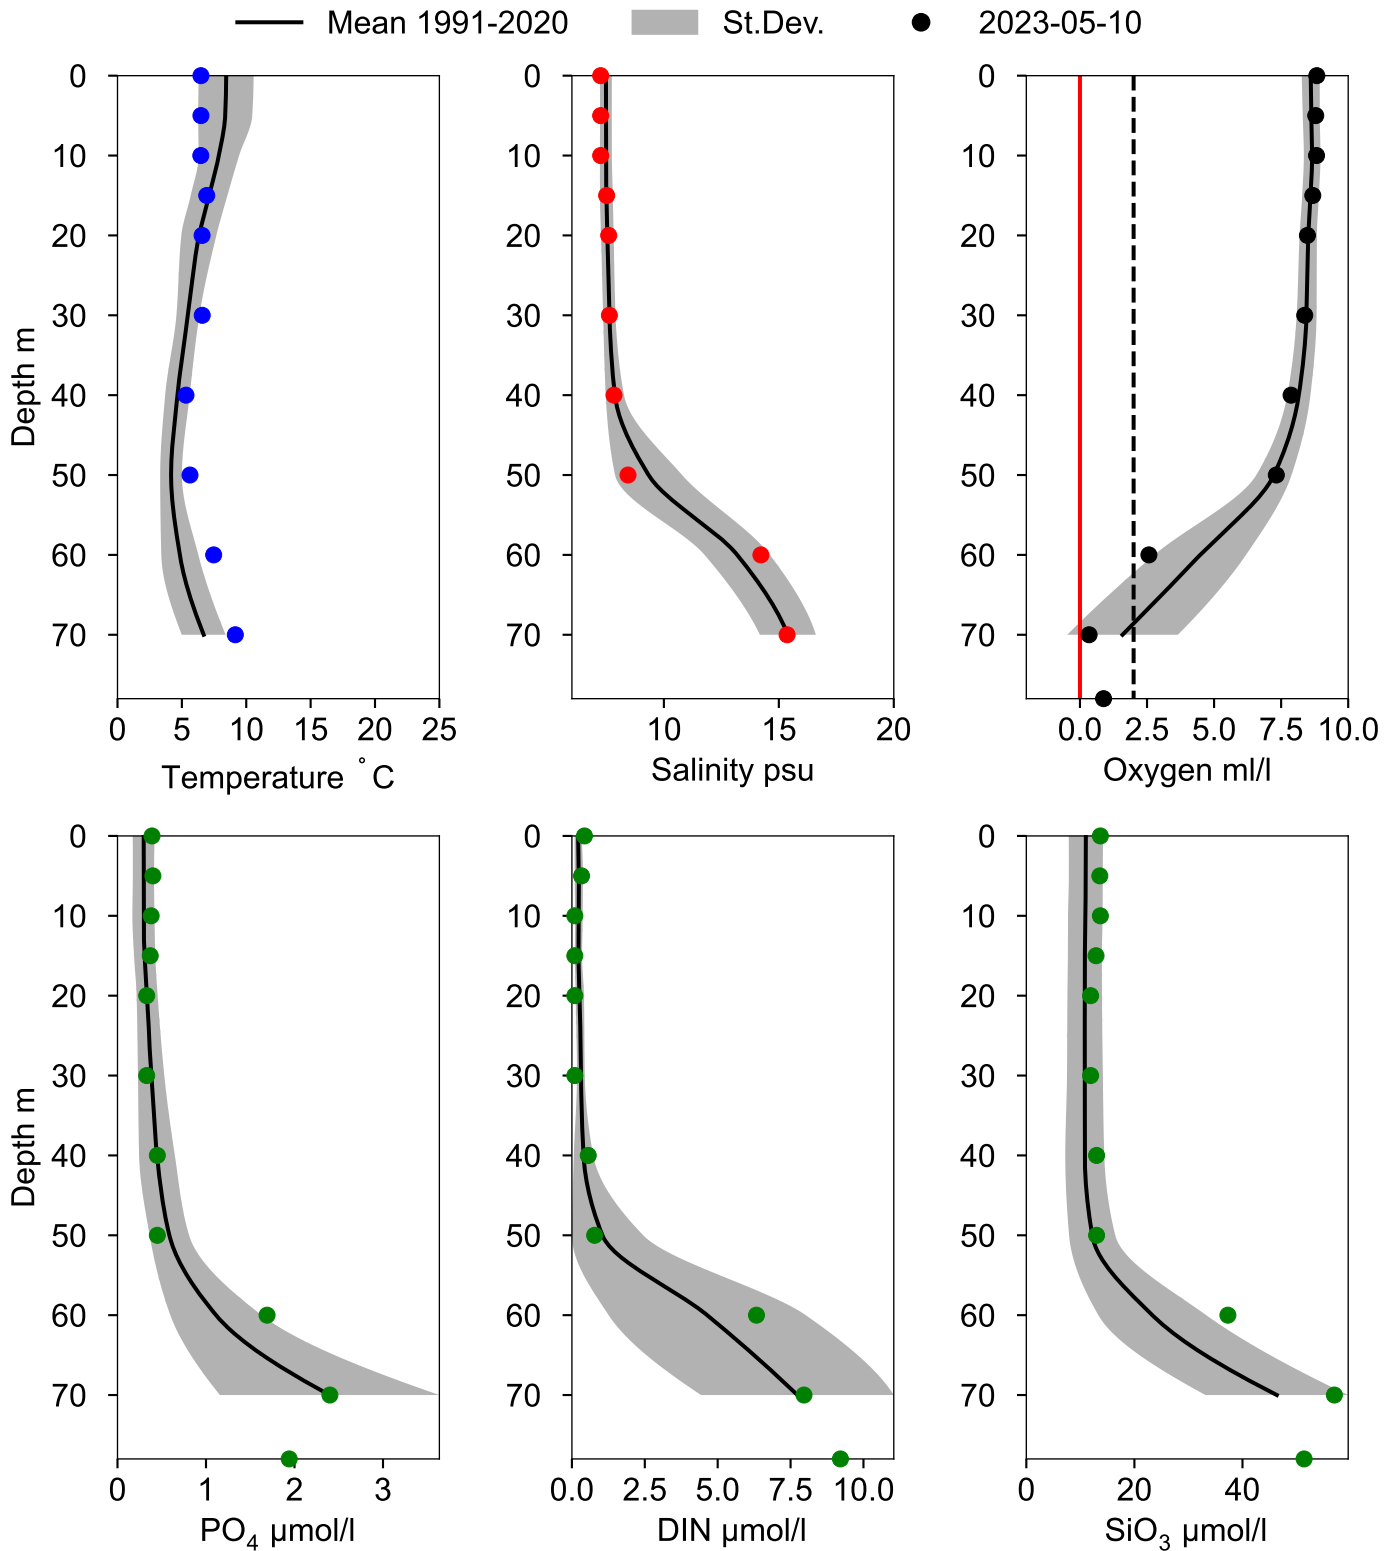 Mean 1991-2020 St.Dev. 2023-05-10
0 0 0
10 10 10
20 20 20
30 30 30
40 40 40
50 50 50
60 60 60
70 70 70
Depth m
0 5 10 15 20 25 10 15 20 0.0 2.5 5.0 7.5 10.0
Temperature °C Salinity psu Oxygen ml/l
0 0 0
10 10 10
20 20 20
30 30 30
40 40 40
50 50 50
60 60 60
70 70 70
Depth m
0 1 2 3 0.0 2.5 5.0 7.5 10.0 0 20 40
PO₄ µmol/l DIN µmol/l SiO₃ µmol/l